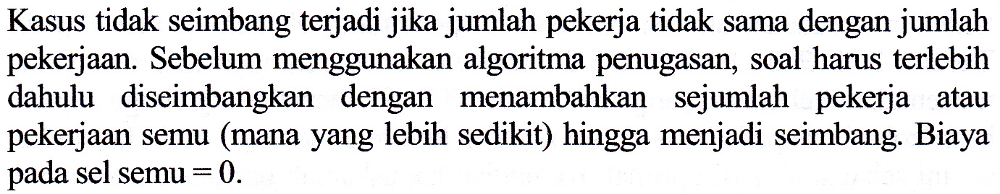 Kasus tidak seimbang terjadi jika jumlah pekerja tidak sama dengan jumlah
pekerjaan. Sebelum menggunakan algoritma penugasan, soal harus terlebih
dahulu diseimbangkan dengan menambahkan sejumlah pekerja atau
pekerjaan semu (mana yang lebih sedikit) hingga menjadi seimbang. Biaya
pada sel semu = 0.